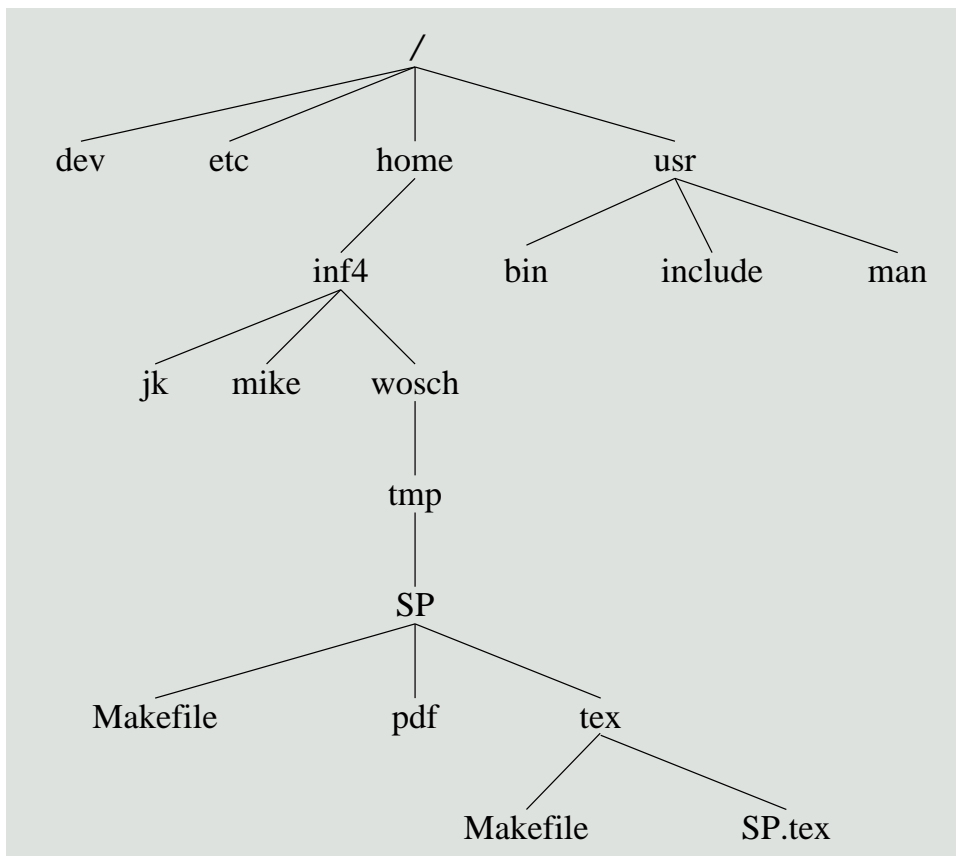 /
dev etc home usr
inf4 bin include man
jk mike wosch
tmp
SP
Makefile pdf tex
Makefile SP.tex